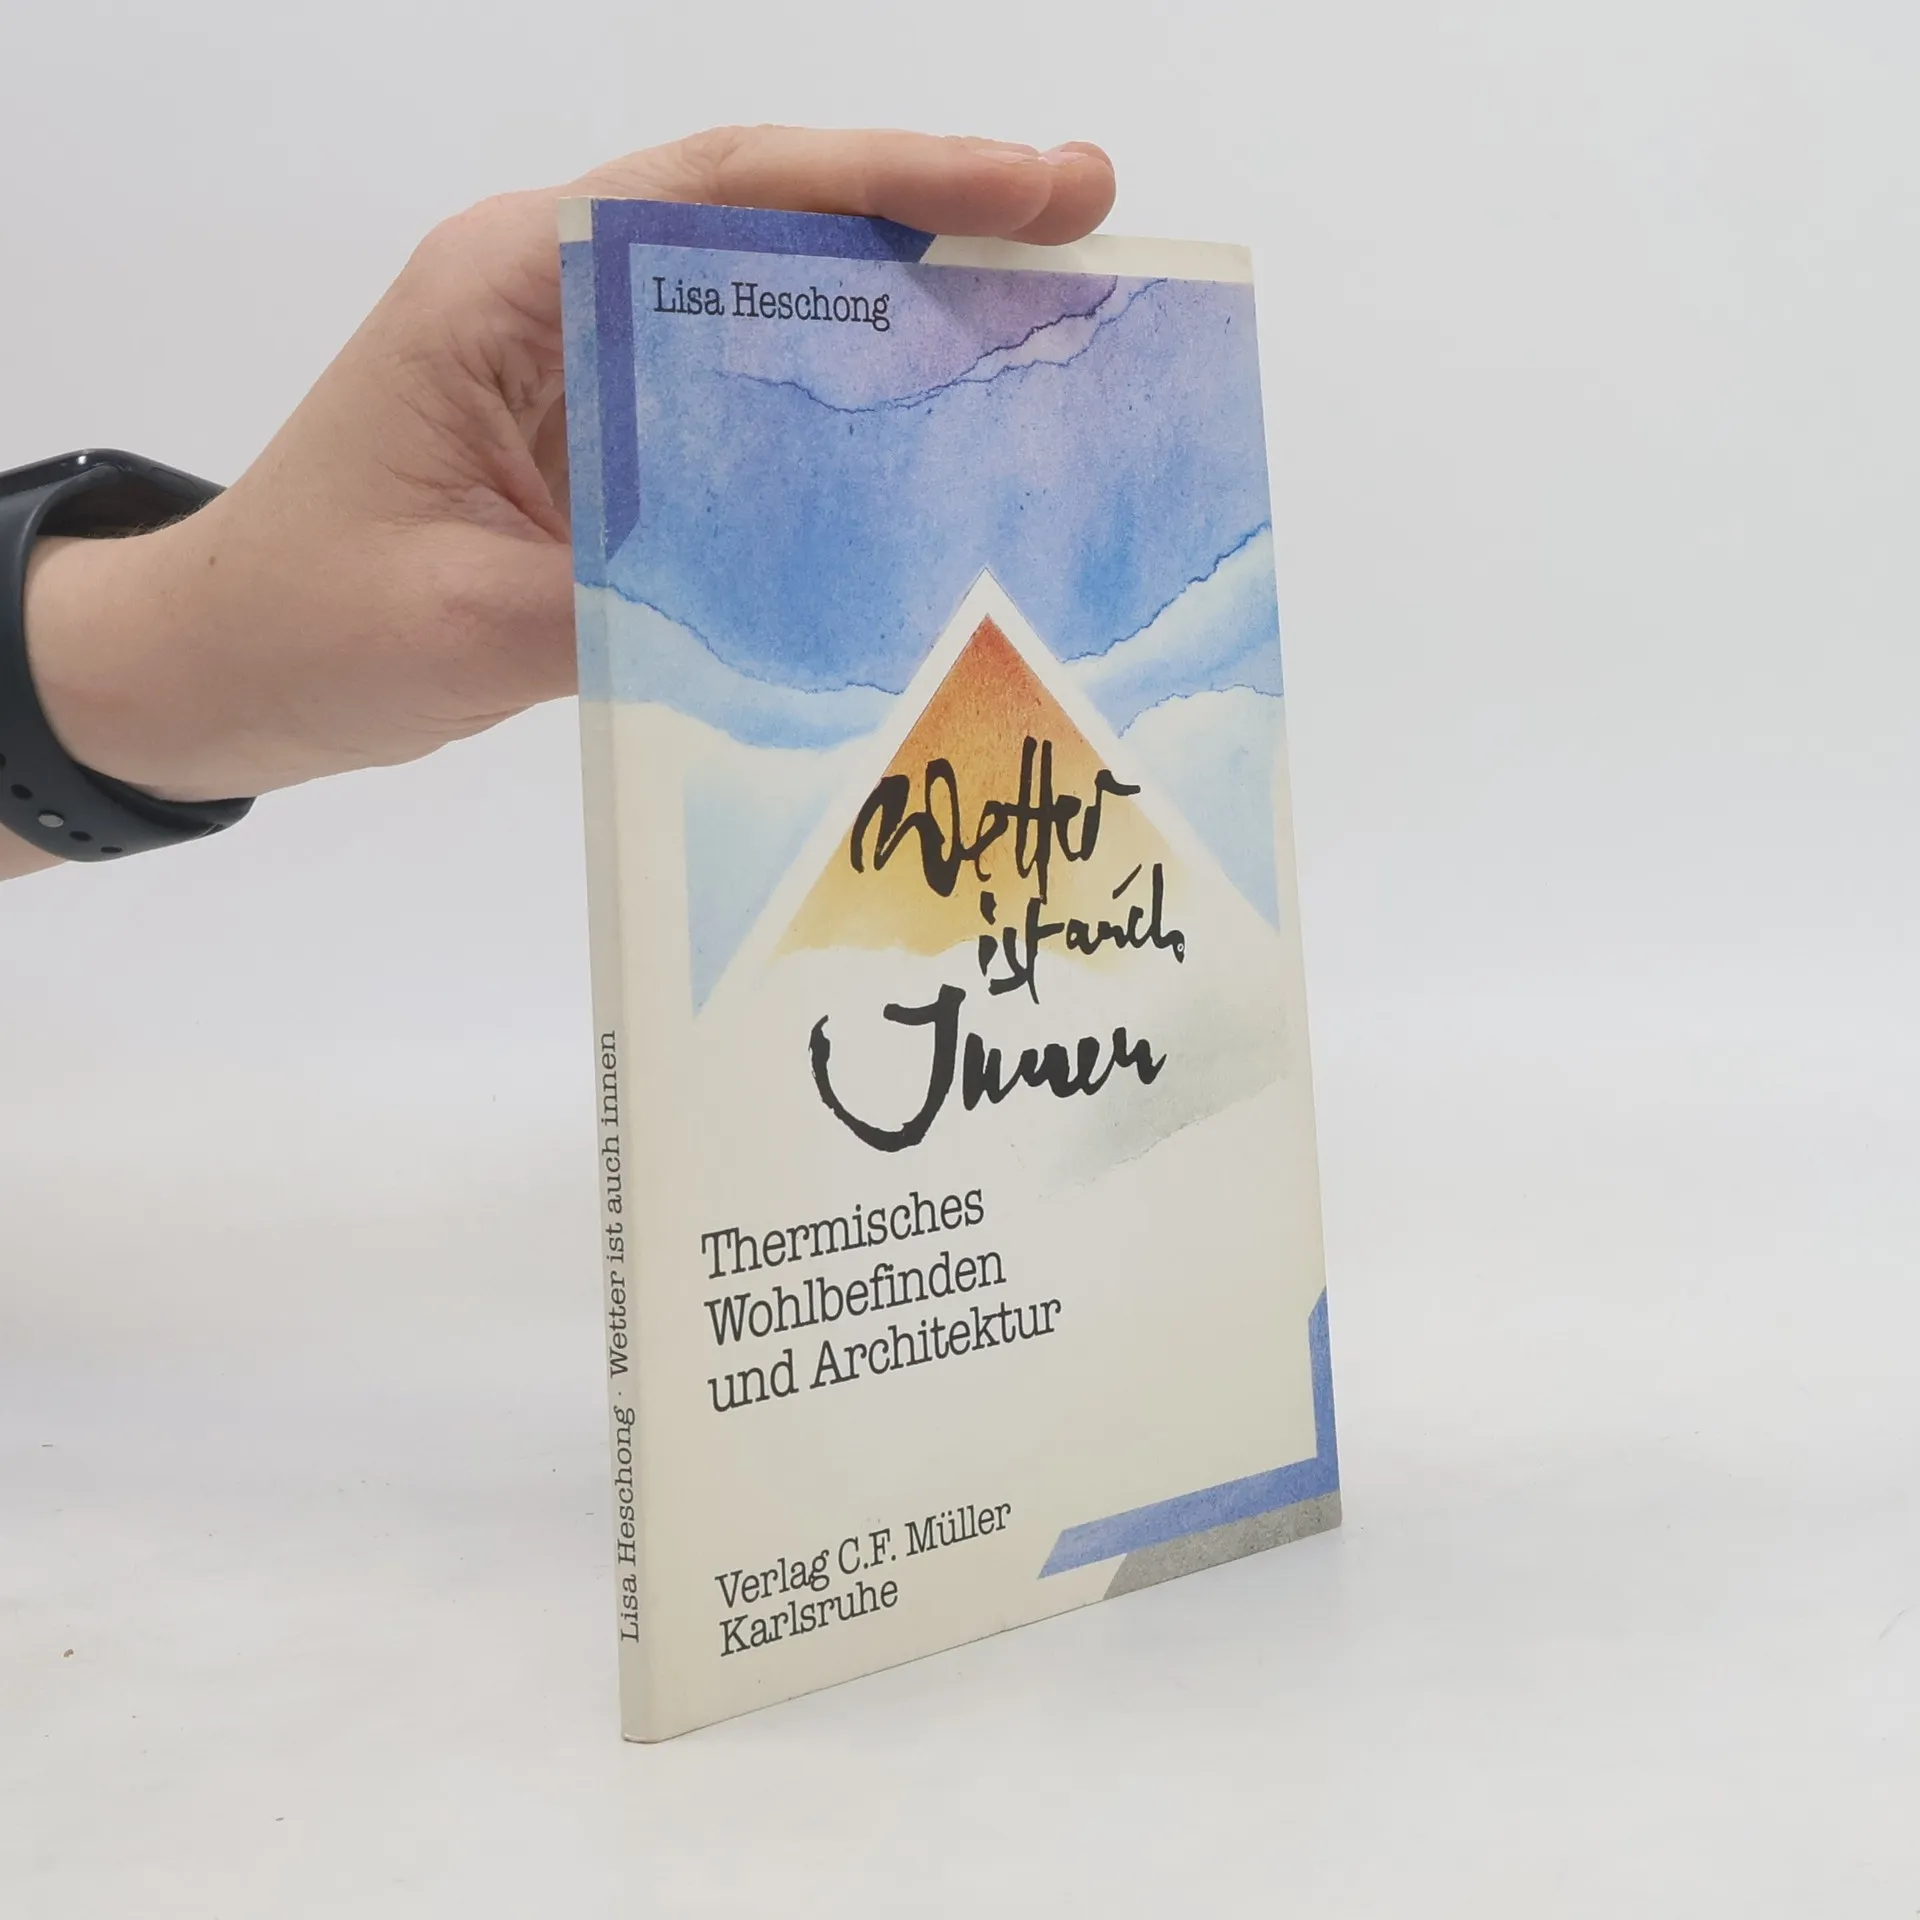 Lisa Heschong
Wetter
ist auch
Innen
Thermisches
Wohlbefinden
und Architektur
Verlag C.F. Müller
Karlsruhe
Lisa Heschong · Wetter ist auch innen